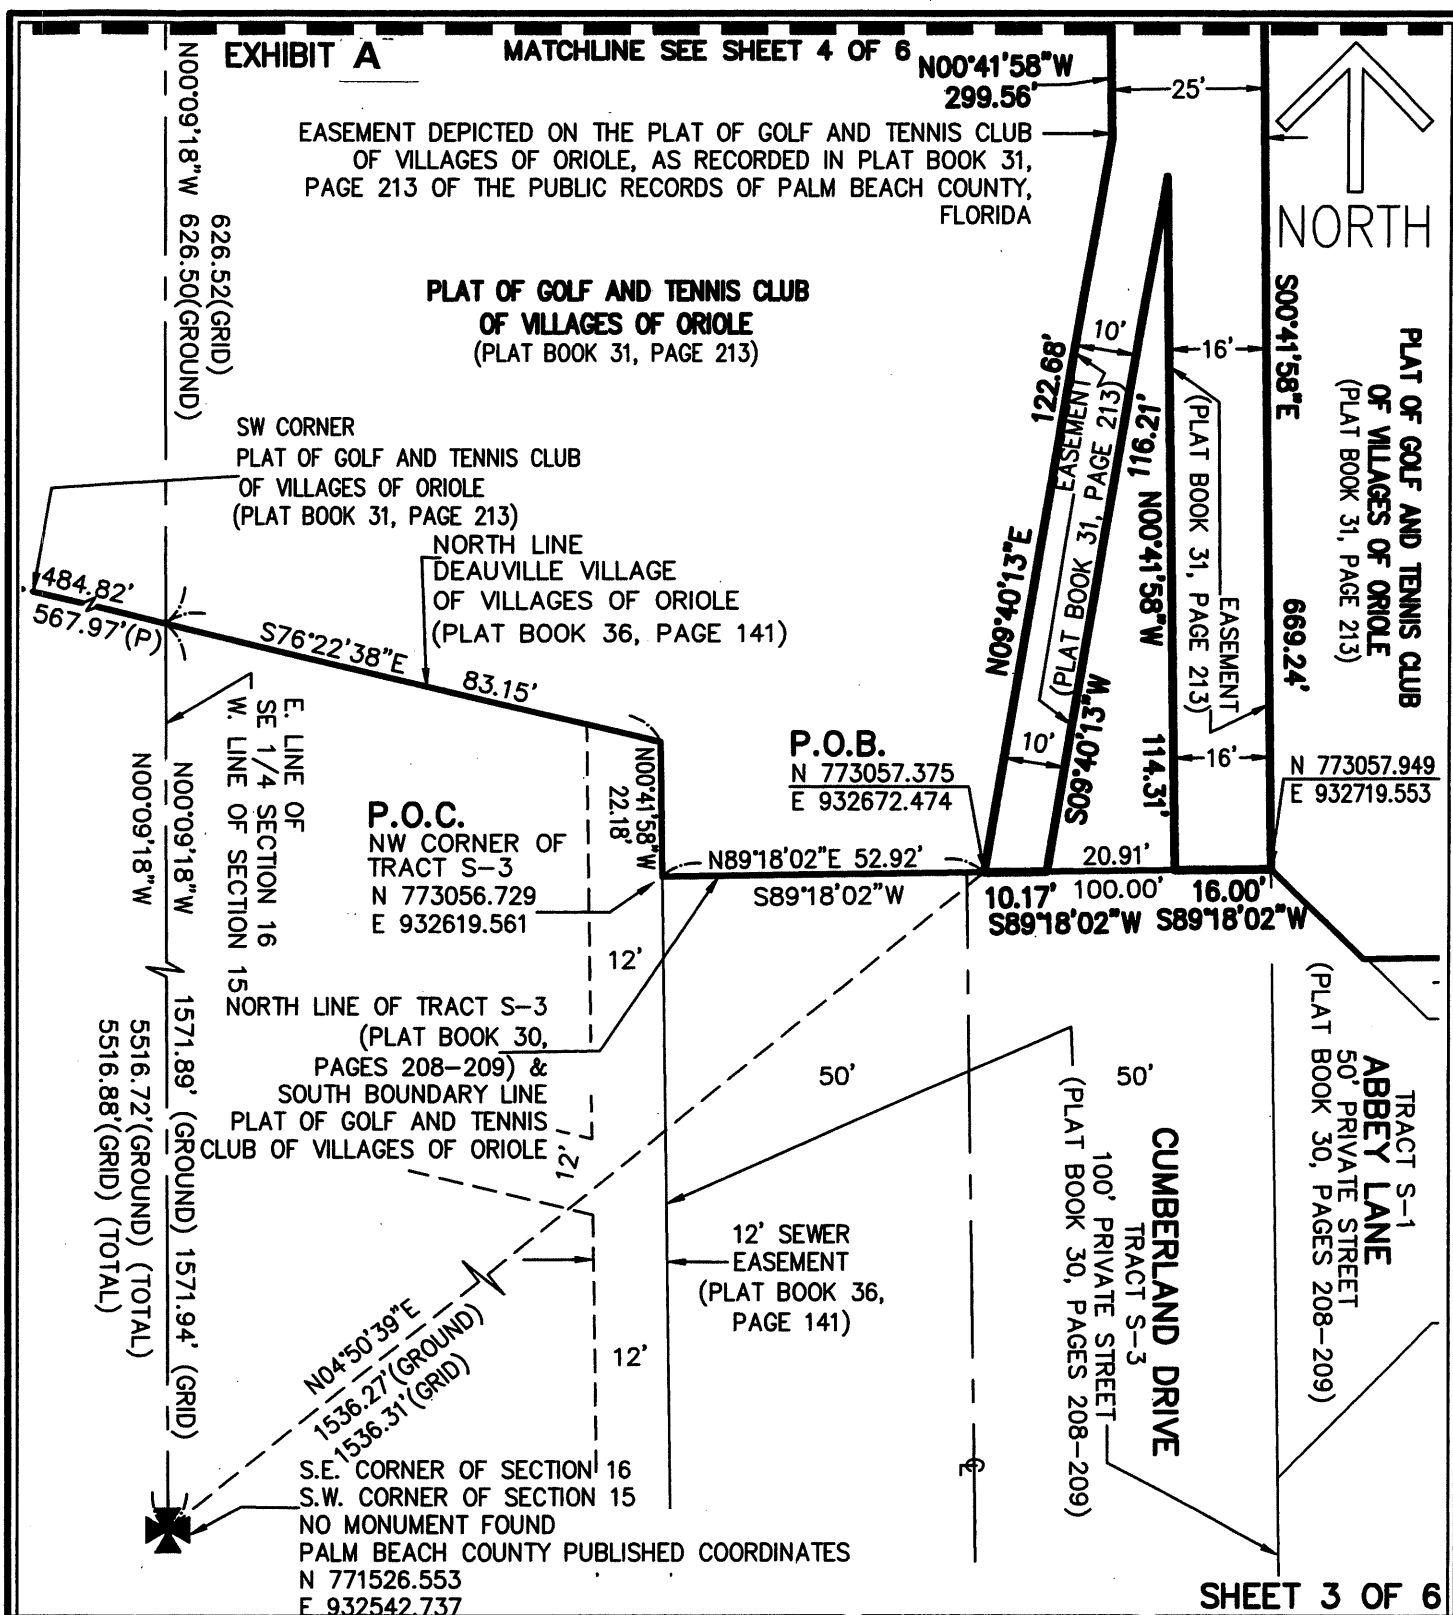 EXHIBIT A
MATCHLINE SEE SHEET 4 OF 6
N00°41'58"W
299.56'
25'
EASEMENT DEPICTED ON THE PLAT OF GOLF AND TENNIS CLUB
OF VILLAGES OF ORIOLE, AS RECORDED IN PLAT BOOK 31,
PAGE 213 OF THE PUBLIC RECORDS OF PALM BEACH COUNTY,
FLORIDA
NORTH
N00°09'18"W
626.52(GRID)
626.50(GROUND)
PLAT OF GOLF AND TENNIS CLUB
OF VILLAGES OF ORIOLE
(PLAT BOOK 31, PAGE 213)
SW CORNER
PLAT OF GOLF AND TENNIS CLUB
OF VILLAGES OF ORIOLE
(PLAT BOOK 31, PAGE 213)
NORTH LINE
DEAUVILLE VILLAGE
OF VILLAGES OF ORIOLE
(PLAT BOOK 36, PAGE 141)
484.82'
567.97'(P)
S76°22'38"E
83.15'
122.68'
N09°40'13"E
10'
EASEMENT
(PLAT BOOK 31, PAGE 213)
116.21'
S09°40'13"W
10'
N00°41'58"W
114.31'
16'
EASEMENT
(PLAT BOOK 31, PAGE 213)
16'
S00°41'58"E
669.24'
PLAT OF GOLF AND TENNIS CLUB
OF VILLAGES OF ORIOLE
(PLAT BOOK 31, PAGE 213)
E. LINE OF
SE 1/4 SECTION 16
W. LINE OF SECTION 15
N00°09'18"W
N00°09'18"W
P.O.C.
NW CORNER OF
TRACT S-3
N 773056.729
E 932619.561
N00°41'58"W
22.18'
P.O.B.
N 773057.375
E 932672.474
N 773057.949
E 932719.553
N89°18'02"E 52.92'
S89°18'02"W
20.91'
100.00'
10.17'
S89°18'02"W
16.00'
S89°18'02"W
12'
NORTH LINE OF TRACT S-3
(PLAT BOOK 30,
PAGES 208-209) &
SOUTH BOUNDARY LINE
PLAT OF GOLF AND TENNIS
CLUB OF VILLAGES OF ORIOLE
12'
50'
50'
1571.89' (GROUND) 1571.94' (GRID)
5516.72'(GROUND) (TOTAL)
5516.88'(GRID) (TOTAL)
12' SEWER
EASEMENT
(PLAT BOOK 36,
PAGE 141)
12'
CUMBERLAND DRIVE
TRACT S-3
100' PRIVATE STREET
(PLAT BOOK 30, PAGES 208-209)
TRACT S-1
ABBEY LANE
50' PRIVATE STREET
(PLAT BOOK 30, PAGES 208-209)
N04°50'39"E
1536.27'(GROUND)
1536.31'(GRID)
CL
S.E. CORNER OF SECTION 16
S.W. CORNER OF SECTION 15
NO MONUMENT FOUND
PALM BEACH COUNTY PUBLISHED COORDINATES
N 771526.553
E 932542.737
SHEET 3 OF 6